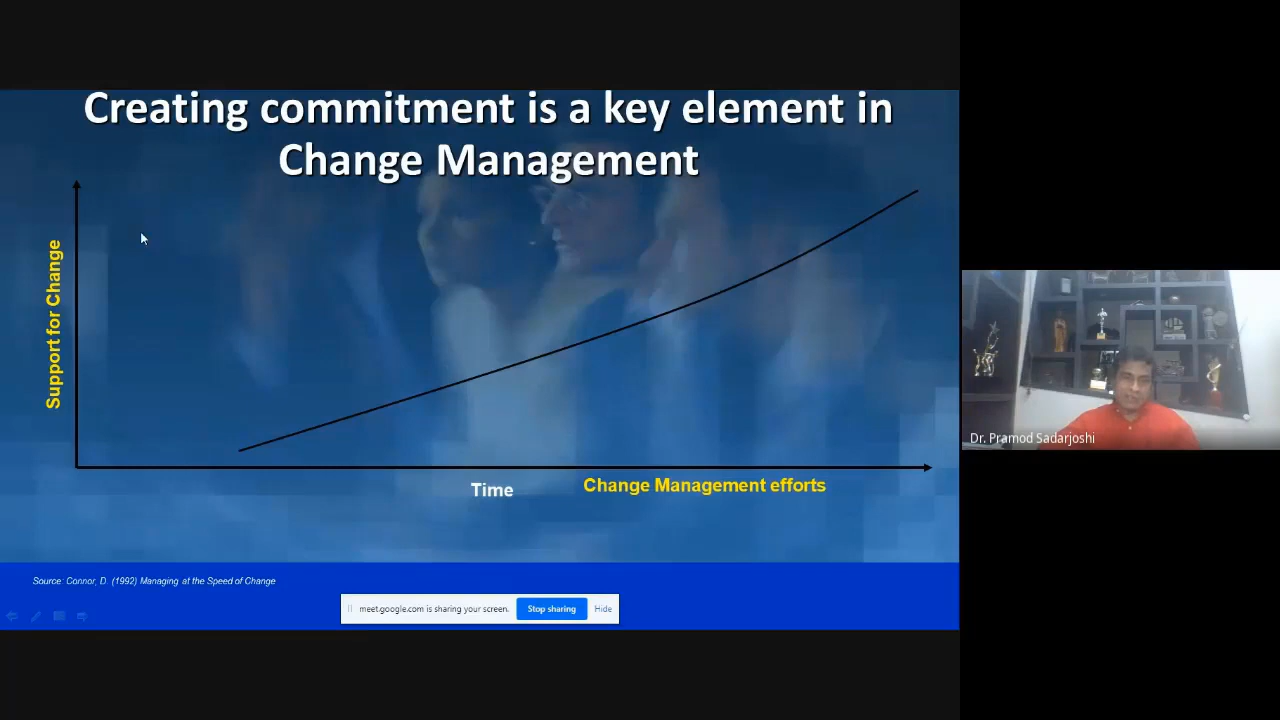 Creating commitment is a key element in
Change Management
Support for Change
Time
Change Management efforts
Source: Connor, D. (1992) Managing at the Speed of Change
meet.google.com is sharing your screen.
Stop sharing
Hide
Dr. Pramod Sadarjoshi